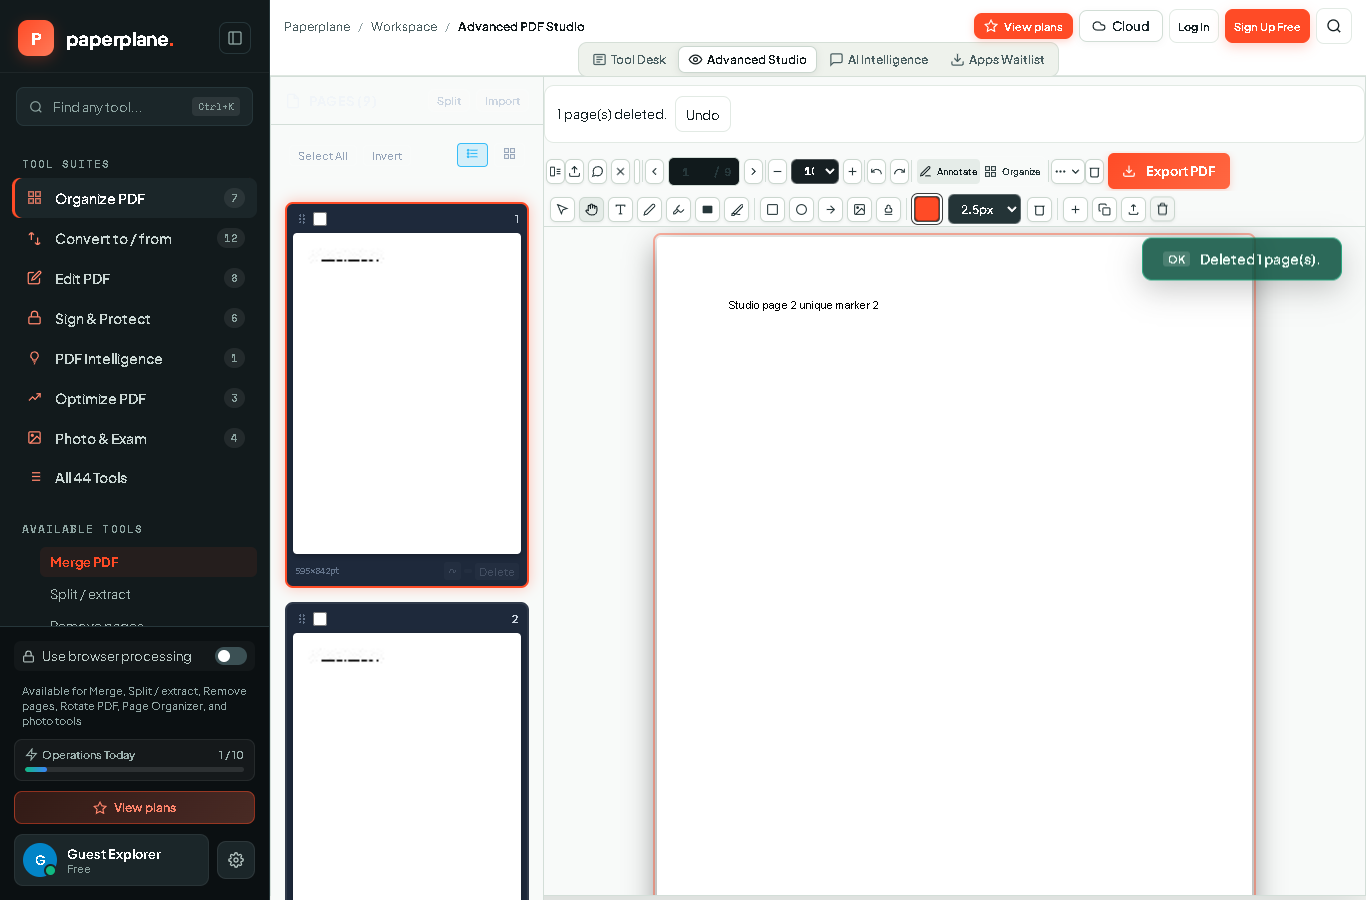 P paperplane.
Find any tool... Ctrl+K
TOOL SUITES
Organize PDF 7
Convert to / from 12
Edit PDF 8
Sign & Protect 6
PDF Intelligence 1
Optimize PDF 3
Photo & Exam 4
All 44 Tools
AVAILABLE TOOLS
Merge PDF
Split / extract
Remove pages
Use browser processing
Available for Merge, Split / extract, Remove
pages, Rotate PDF, Page Organizer, and
photo tools
Operations Today 1 / 10
View plans
G Guest Explorer
Free
Paperplane / Workspace / Advanced PDF Studio
View plans Cloud Log In Sign Up Free
Tool Desk Advanced Studio AI Intelligence Apps Waitlist
PAGES (9) Split Import
Select All Invert
1
595×842pt Delete
2
1 page(s) deleted. Undo
1 / 9 Annotate Organize Export PDF
2.5px
OK Deleted 1 page(s).
Studio page 2 unique marker 2